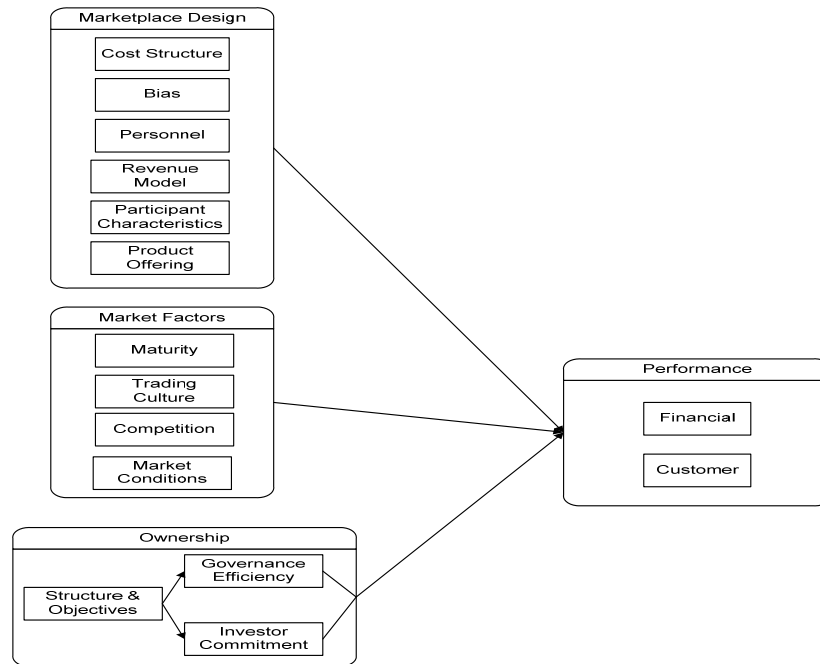 Marketplace Design
Cost Structure
Bias
Personnel
Revenue
Model
Participant
Characteristics
Product
Offering
Market Factors
Maturity
Trading
Culture
Competition
Market
Conditions
Ownership
Structure &
Objectives
Governance
Efficiency
Investor
Commitment
Performance
Financial
Customer